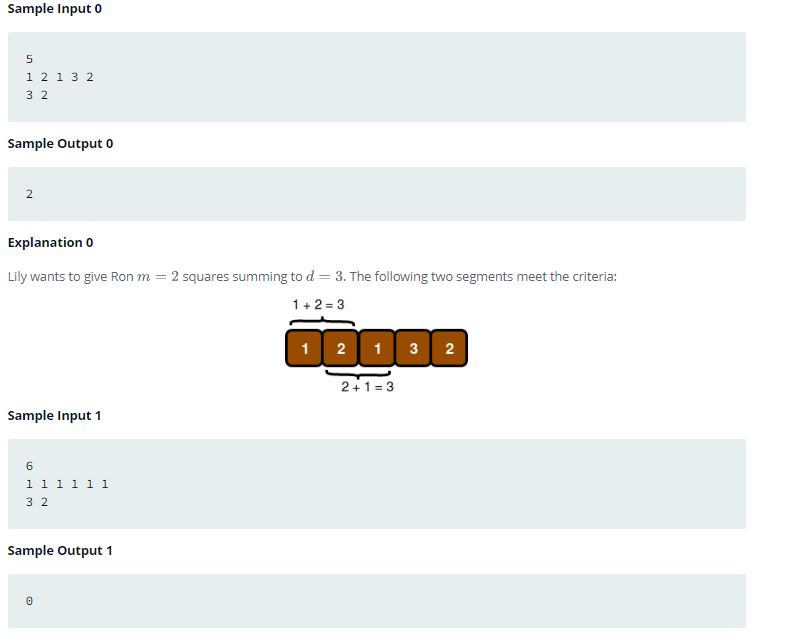 Sample Input 0
5
1 2 1 3 2
3 2
Sample Output 0
2
Explanation 0
Lily wants to give Ron m = 2 squares summing to d = 3. The following two segments meet the criteria:
1 + 2 = 3
1 2 1 3 2
2 + 1 = 3
Sample Input 1
6
1 1 1 1 1 1
3 2
Sample Output 1
0